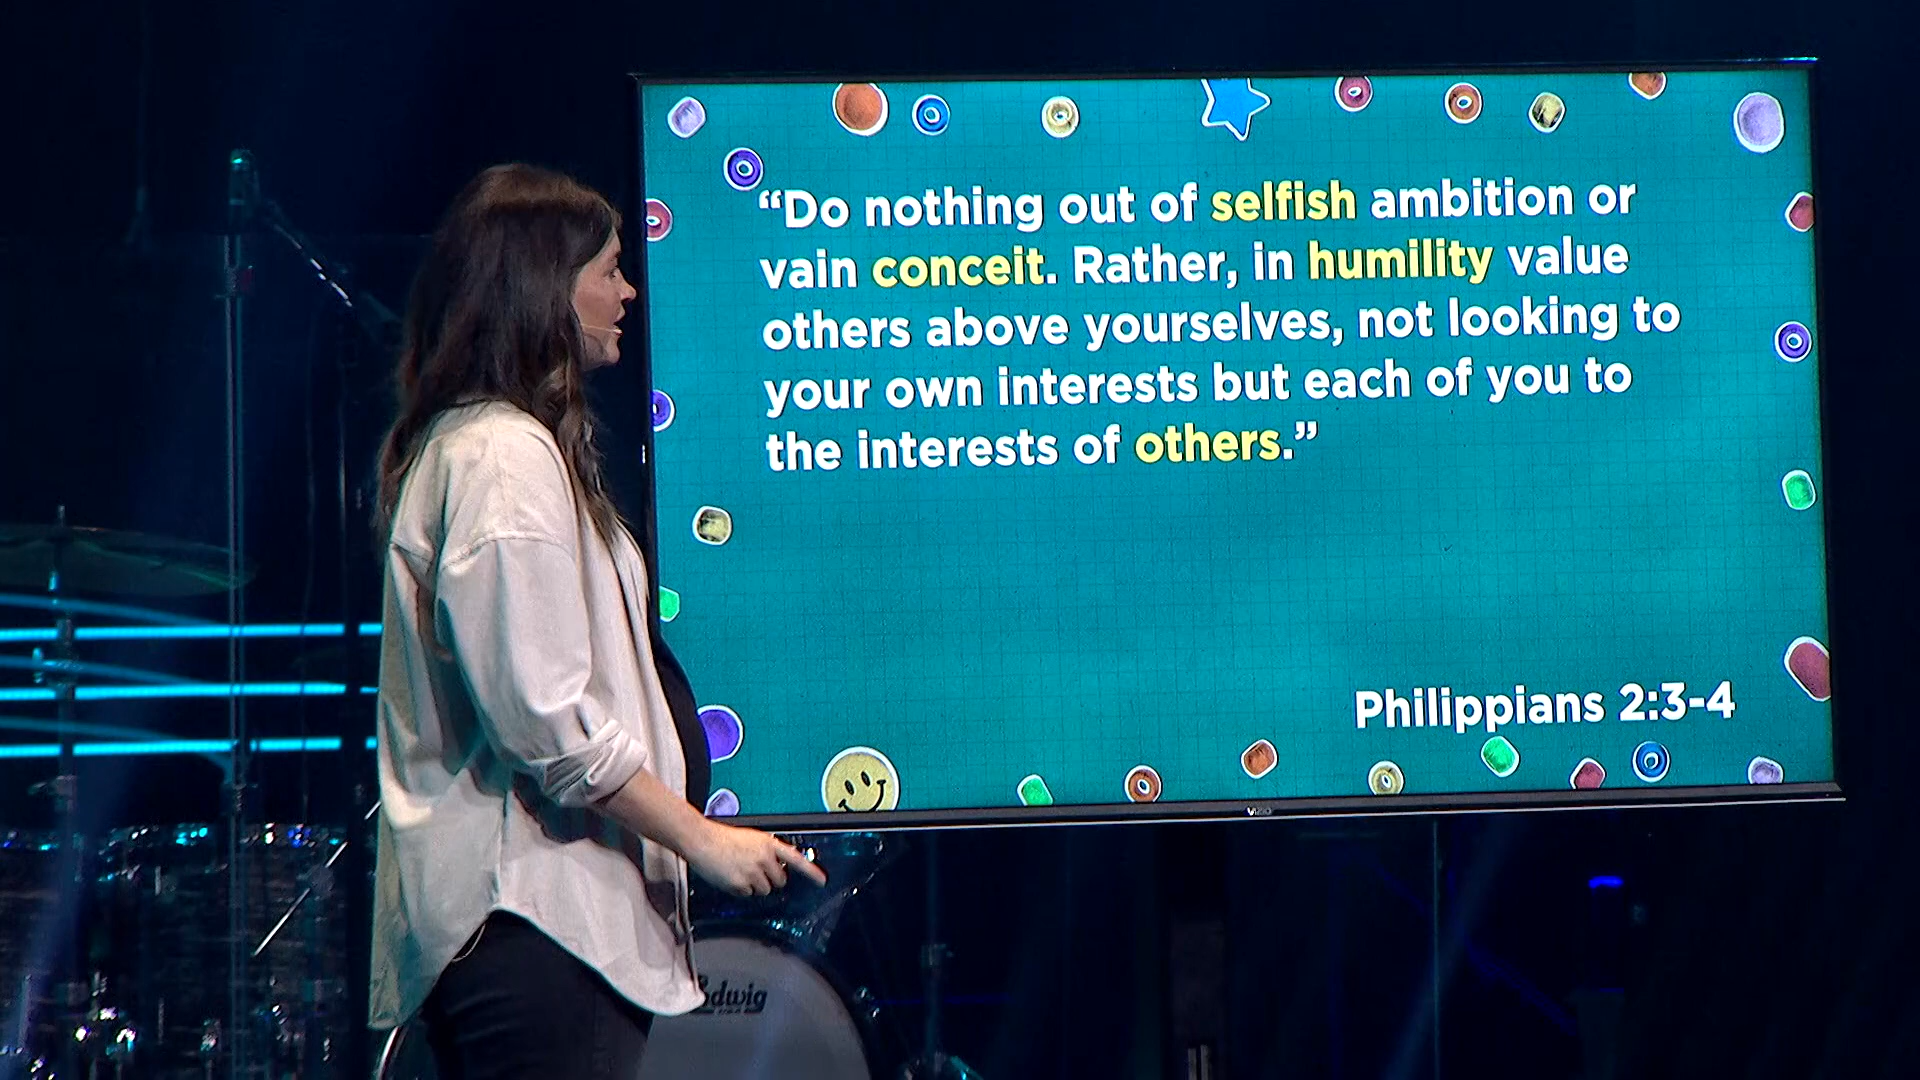 “Do nothing out of selfish ambition or
vain conceit. Rather, in humility value
others above yourselves, not looking to
your own interests but each of you to
the interests of others.”
Philippians 2:3-4
VIZIO